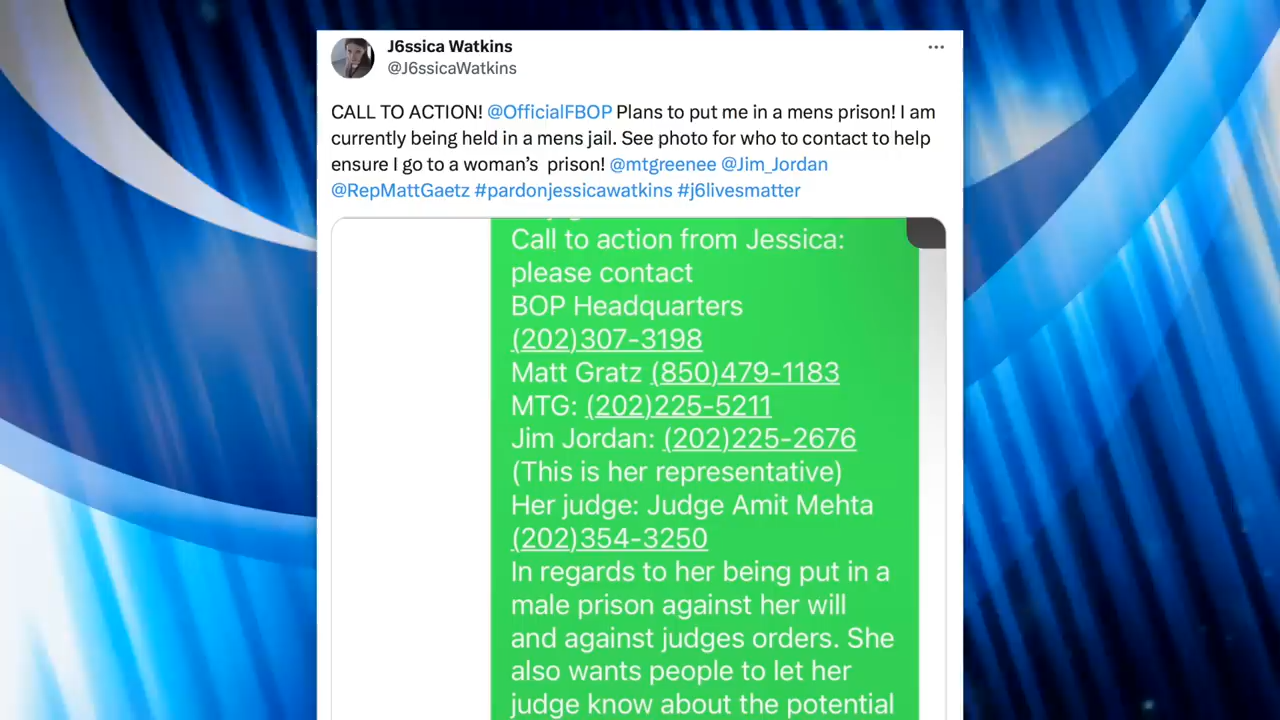 J6ssica Watkins
@J6ssicaWatkins
CALL TO ACTION! @OfficialFBOP Plans to put me in a mens prison! I am
currently being held in a mens jail. See photo for who to contact to help
ensure I go to a woman’s prison! @mtgreenee @Jim_Jordan
@RepMattGaetz #pardonjessicawatkins #j6livesmatter
Call to action from Jessica:
please contact
BOP Headquarters
(202)307-3198
Matt Gratz (850)479-1183
MTG: (202)225-5211
Jim Jordan: (202)225-2676
(This is her representative)
Her judge: Judge Amit Mehta
(202)354-3250
In regards to her being put in a
male prison against her will
and against judges orders. She
also wants people to let her
judge know about the potential